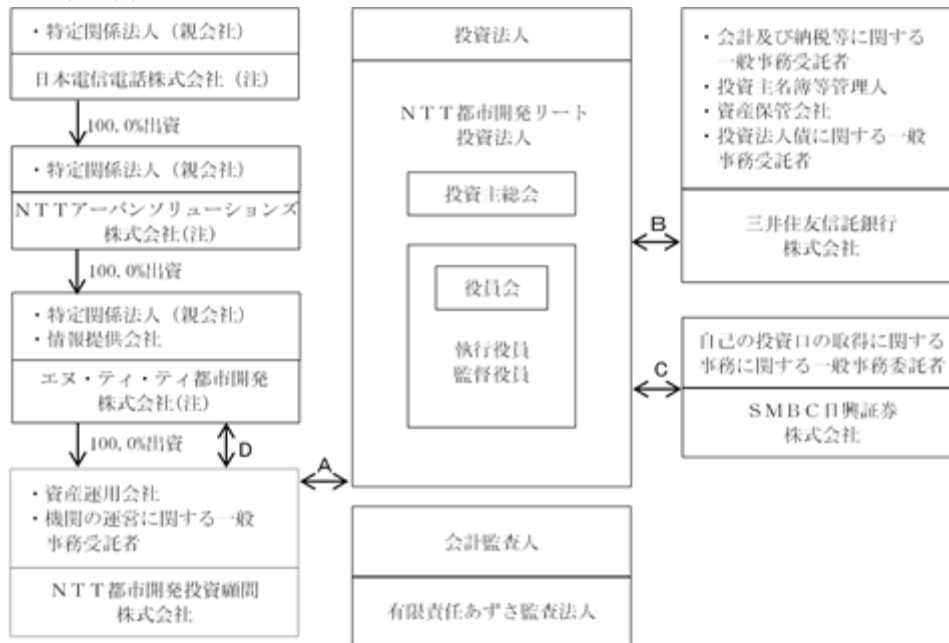 ・特定関係法人（親会社）
日本電信電話株式会社（注）
100.0%出資
・特定関係法人（親会社）
ＮＴＴアーバンソリューションズ
株式会社(注)
100.0%出資
・特定関係法人（親会社）
・情報提供会社
エヌ・ティ・ティ都市開発
株式会社(注)
100.0%出資
D
・資産運用会社
・機関の運営に関する一般
事務受託者
ＮＴＴ都市開発投資顧問
株式会社
A
投資法人
ＮＴＴ都市開発リート
投資法人
投資主総会
役員会
執行役員
監督役員
会計監査人
有限責任あずさ監査法人
B
・会計及び納税等に関する
一般事務受託者
・投資主名簿等管理人
・資産保管会社
・投資法人債に関する一般
事務受託者
三井住友信託銀行
株式会社
C
自己の投資口の取得に関する
事務に関する一般事務委託者
ＳＭＢＣ日興証券
株式会社